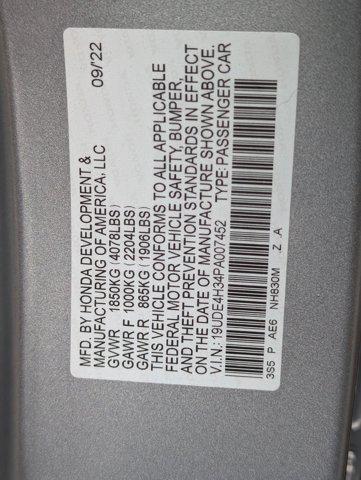 MFD. BY HONDA DEVELOPMENT & 09/'22
MANUFACTURING OF AMERICA, LLC
GVWR 1850KG (4078LBS)
GAWR F 1000KG (2204LBS)
GAWR R 865KG (1906LBS)
THIS VEHICLE CONFORMS TO ALL APPLICABLE
FEDERAL MOTOR VEHICLE SAFETY, BUMPER,
AND THEFT PREVENTION STANDARDS IN EFFECT
ON THE DATE OF MANUFACTURE SHOWN ABOVE.
V.I.N.:19UDE4H34PA007452 TYPE:PASSENGER CAR
3S5 P AE6 NH830M Z A